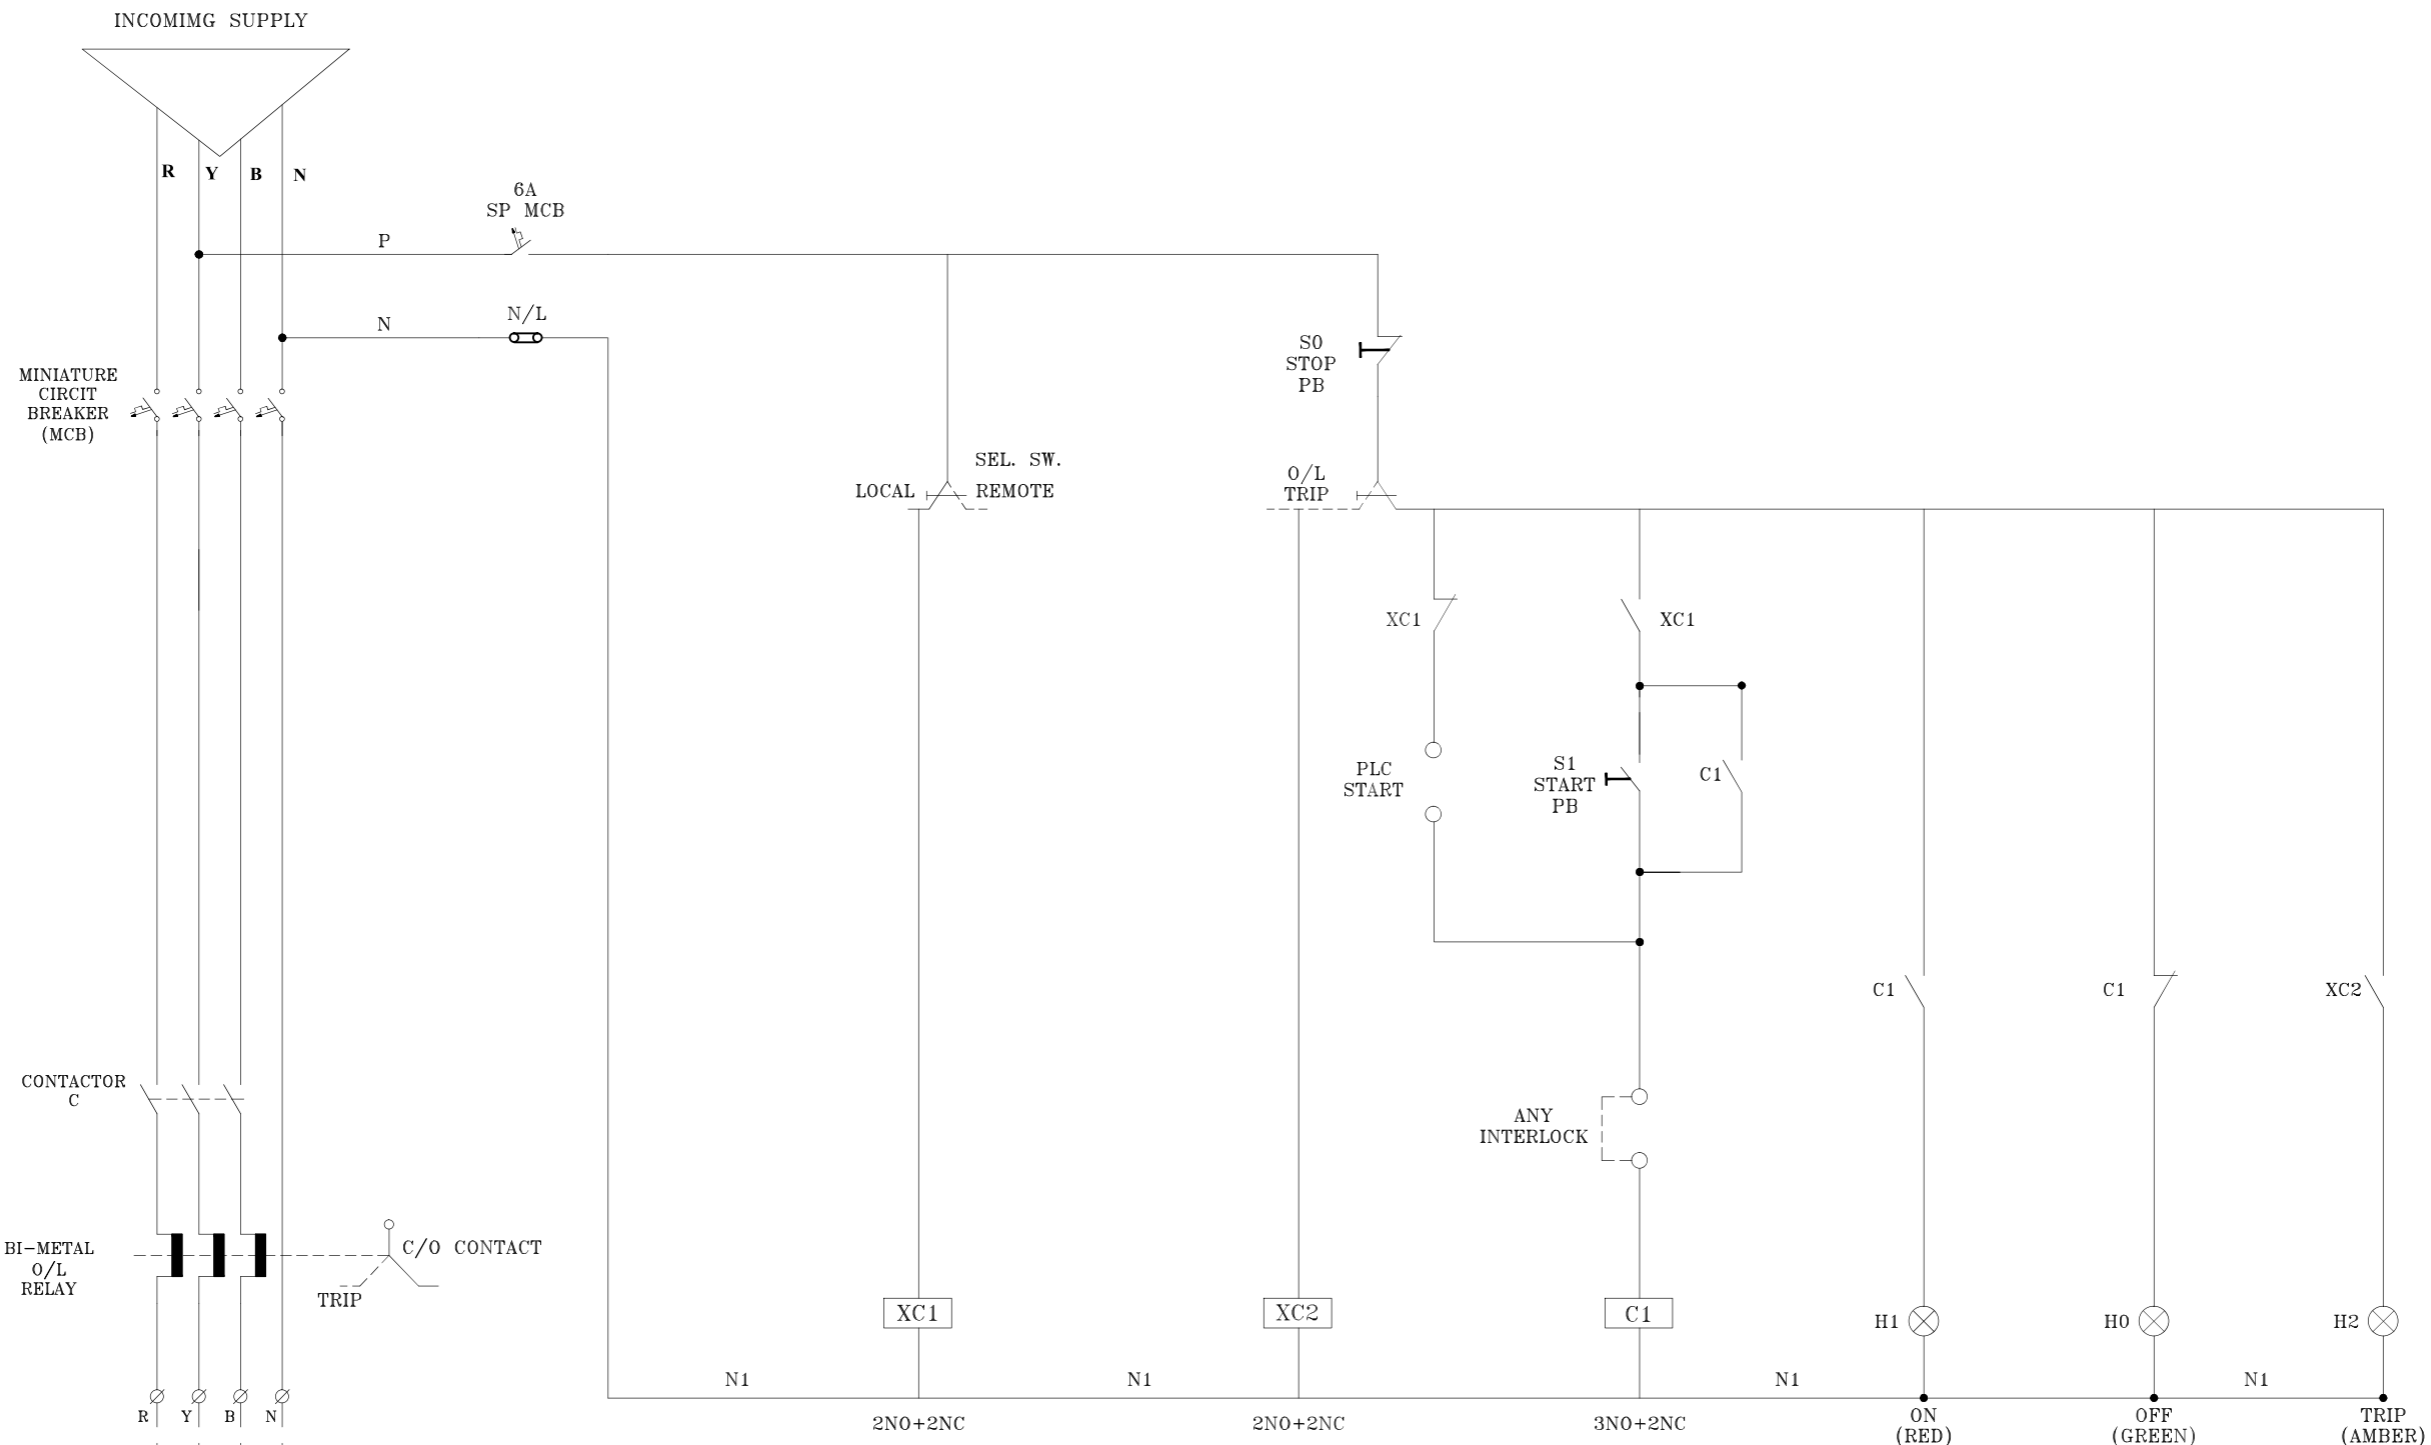 INCOMIMG SUPPLY
R Y B N
6A
SP MCB
P
N
N/L
MINIATURE
CIRCIT
BREAKER
(MCB)
S0
STOP
PB
SEL. SW.
LOCAL
REMOTE
O/L
TRIP
XC1
XC1
PLC
START
S1
START
PB
C1
C1
C1
XC2
CONTACTOR
C
ANY
INTERLOCK
BI-METAL
O/L
RELAY
C/O CONTACT
TRIP
XC1
XC2
C1
H1
H0
H2
N1
N1
N1
N1
R Y B N
2NO+2NC
2NO+2NC
3NO+2NC
ON
(RED)
OFF
(GREEN)
TRIP
(AMBER)